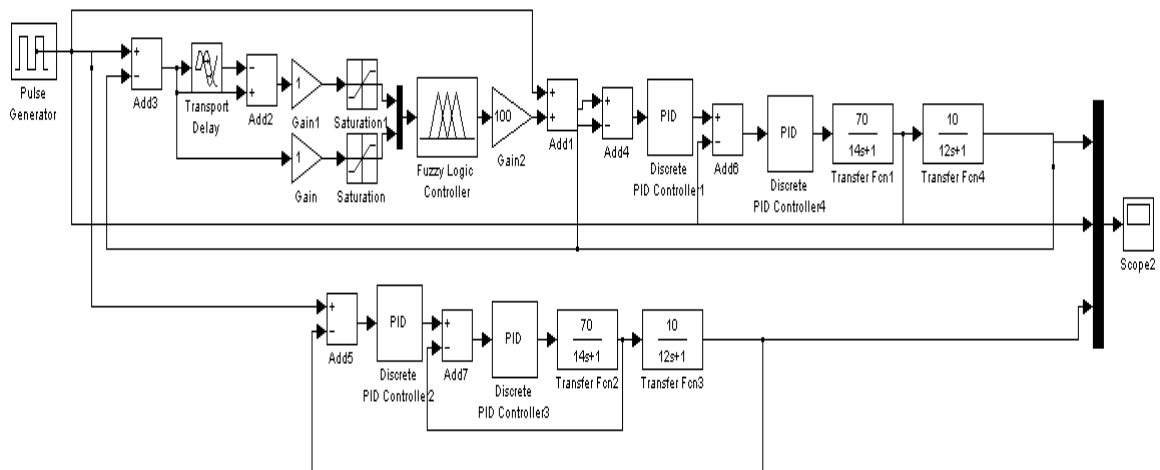 Pulse
Generator
+
−
Add3
Transport
Delay
−
+
Add2
1
Gain1
Saturation1
1
Gain
Saturation
Fuzzy Logic
Controller
100
Gain2
+
+
Add1
+
−
Add4
PID
Discrete
PID Controller1
+
−
Add6
PID
Discrete
PID Controller4
70
14s+1
Transfer Fcn1
10
12s+1
Transfer Fcn4
Scope2
+
−
Add5
PID
Discrete
PID Controller2
+
−
Add7
PID
Discrete
PID Controller3
70
14s+1
Transfer Fcn2
10
12s+1
Transfer Fcn3